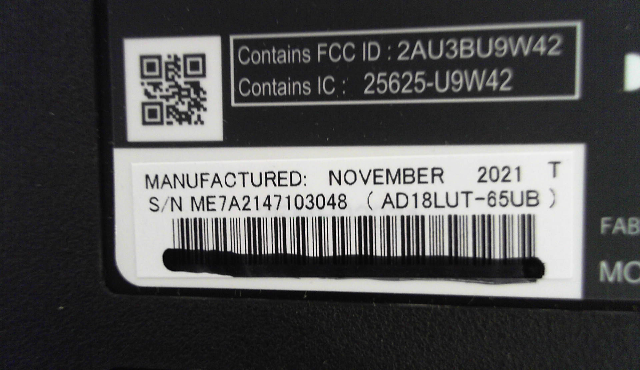 Contains FCC ID : 2AU3BU9W42
Contains IC : 25625-U9W42
MANUFACTURED: NOVEMBER 2021 T
S/N ME7A2147103048 ( AD18LUT-65UB )
FAB
MO